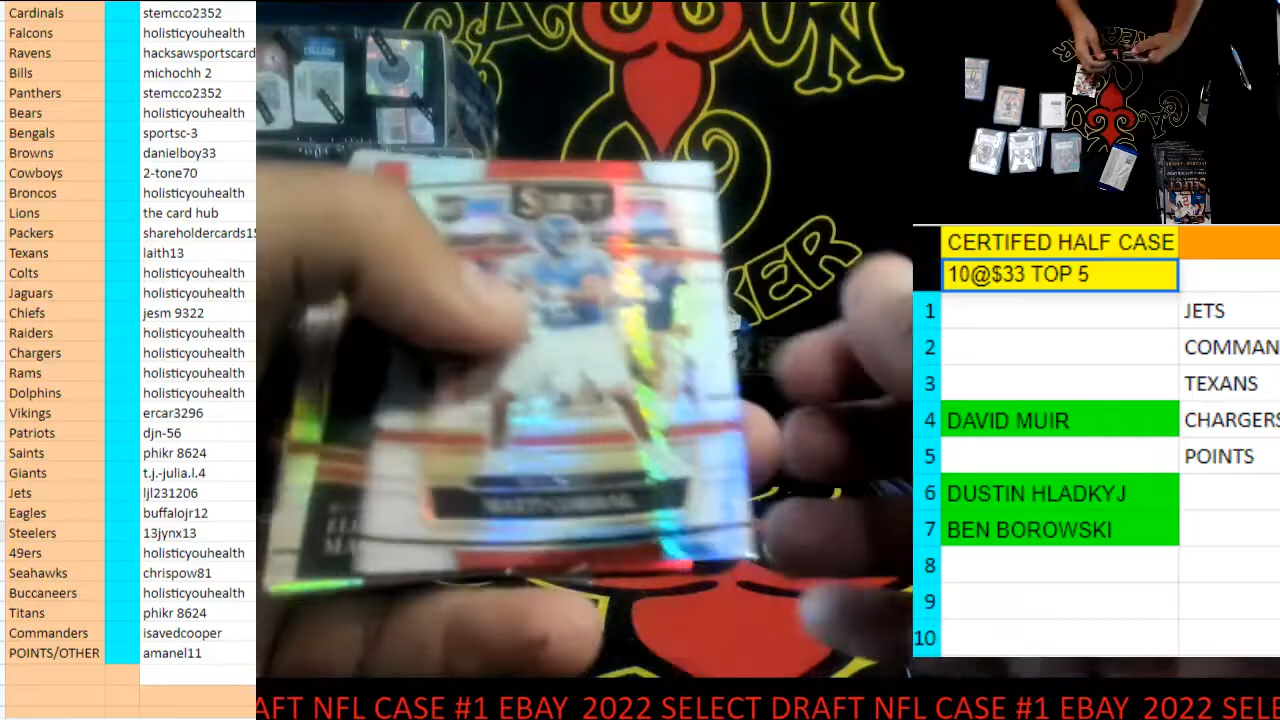 Cardinals stemcco2352
Falcons holisticyouhealth
Ravens hacksawsportscard
Bills michochh 2
Panthers stemcco2352
Bears holisticyouhealth
Bengals sportsc-3
Browns danielboy33
Cowboys 2-tone70
Broncos holisticyouhealth
Lions the card hub
Packers shareholdercards15
Texans laith13
Colts holisticyouhealth
Jaguars holisticyouhealth
Chiefs jesm 9322
Raiders holisticyouhealth
Chargers holisticyouhealth
Rams holisticyouhealth
Dolphins holisticyouhealth
Vikings ercar3296
Patriots djn-56
Saints phikr 8624
Giants t.j.-julia.l.4
Jets ljl231206
Eagles buffalojr12
Steelers 13jynx13
49ers holisticyouhealth
Seahawks chrispow81
Buccaneers holisticyouhealth
Titans phikr 8624
Commanders isavedcooper
POINTS/OTHER amanel11
SELECT
CERTIFED HALF CASE
10@$33 TOP 5
1 JETS
2 COMMAN
3 TEXANS
4 DAVID MUIR CHARGERS
5 POINTS
6 DUSTIN HLADKYJ
7 BEN BOROWSKI
8
9
10
AFT NFL CASE #1 EBAY 2022 SELECT DRAFT NFL CASE #1 EBAY 2022 SELE